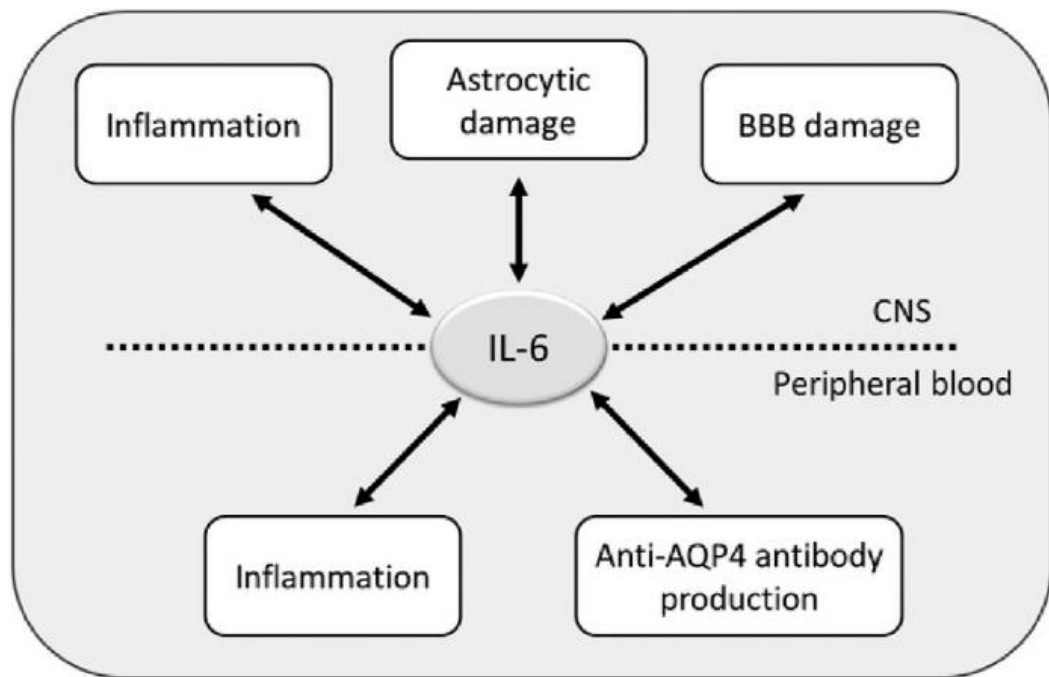 Inflammation
Astrocytic
damage
BBB damage
IL-6
CNS
Peripheral blood
Inflammation
Anti-AQP4 antibody
production